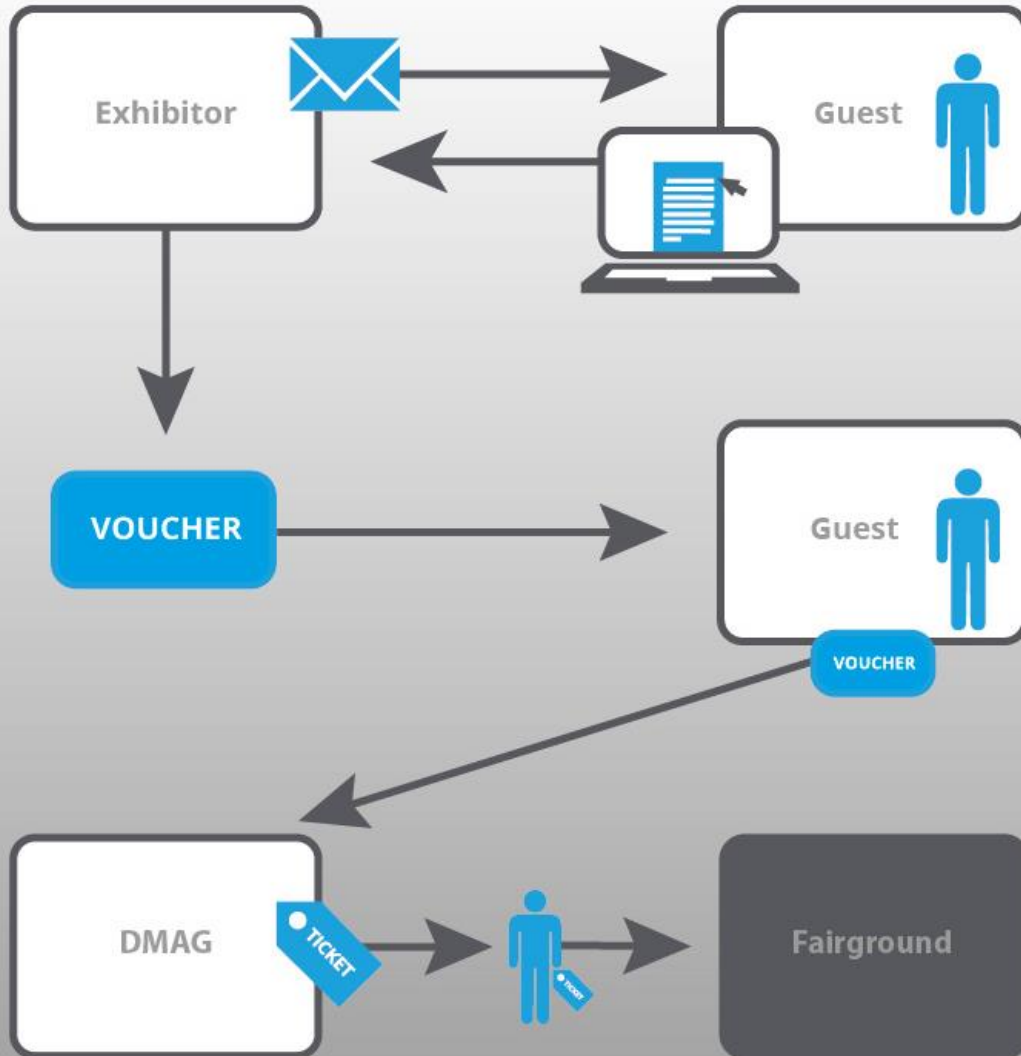 Exhibitor
Guest
VOUCHER
Guest
VOUCHER
DMAG
TICKET
TICKET
Fairground